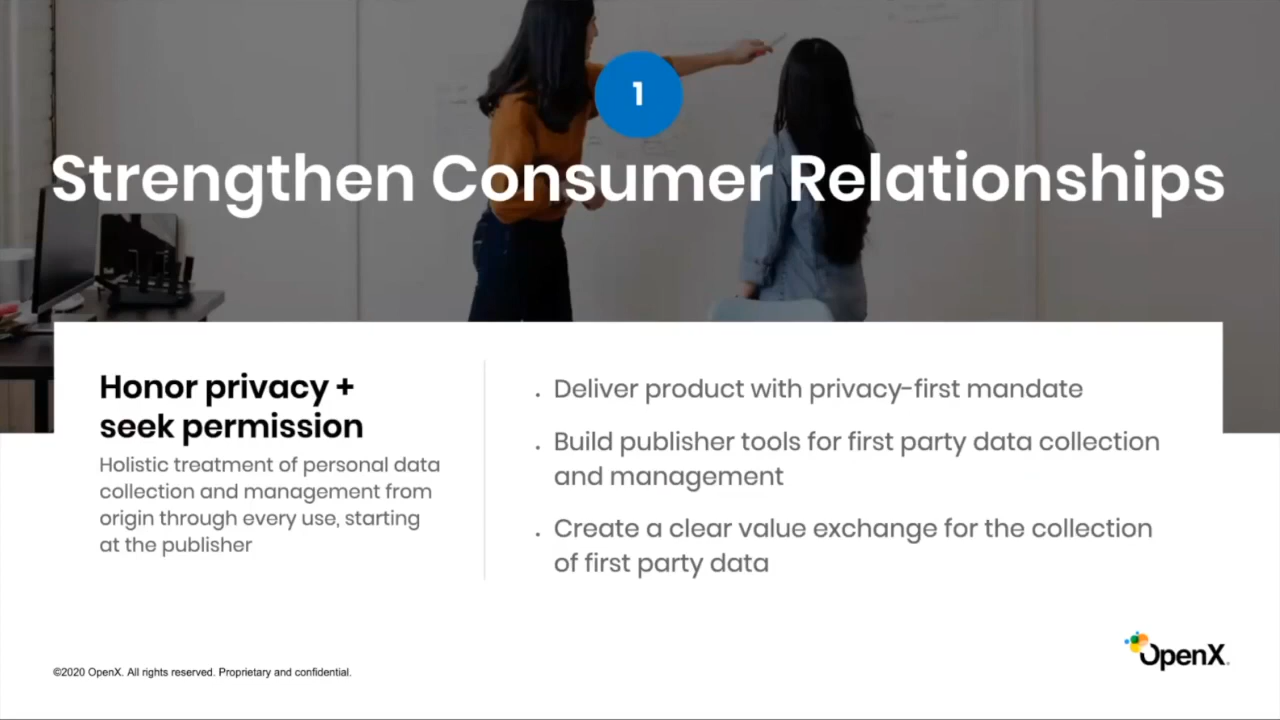 1
Strengthen Consumer Relationships
Honor privacy +
seek permission
Holistic treatment of personal data
collection and management from
origin through every use, starting
at the publisher
. Deliver product with privacy-first mandate
. Build publisher tools for first party data collection
and management
. Create a clear value exchange for the collection
of first party data
OpenX.
©2020 OpenX. All rights reserved. Proprietary and confidential.